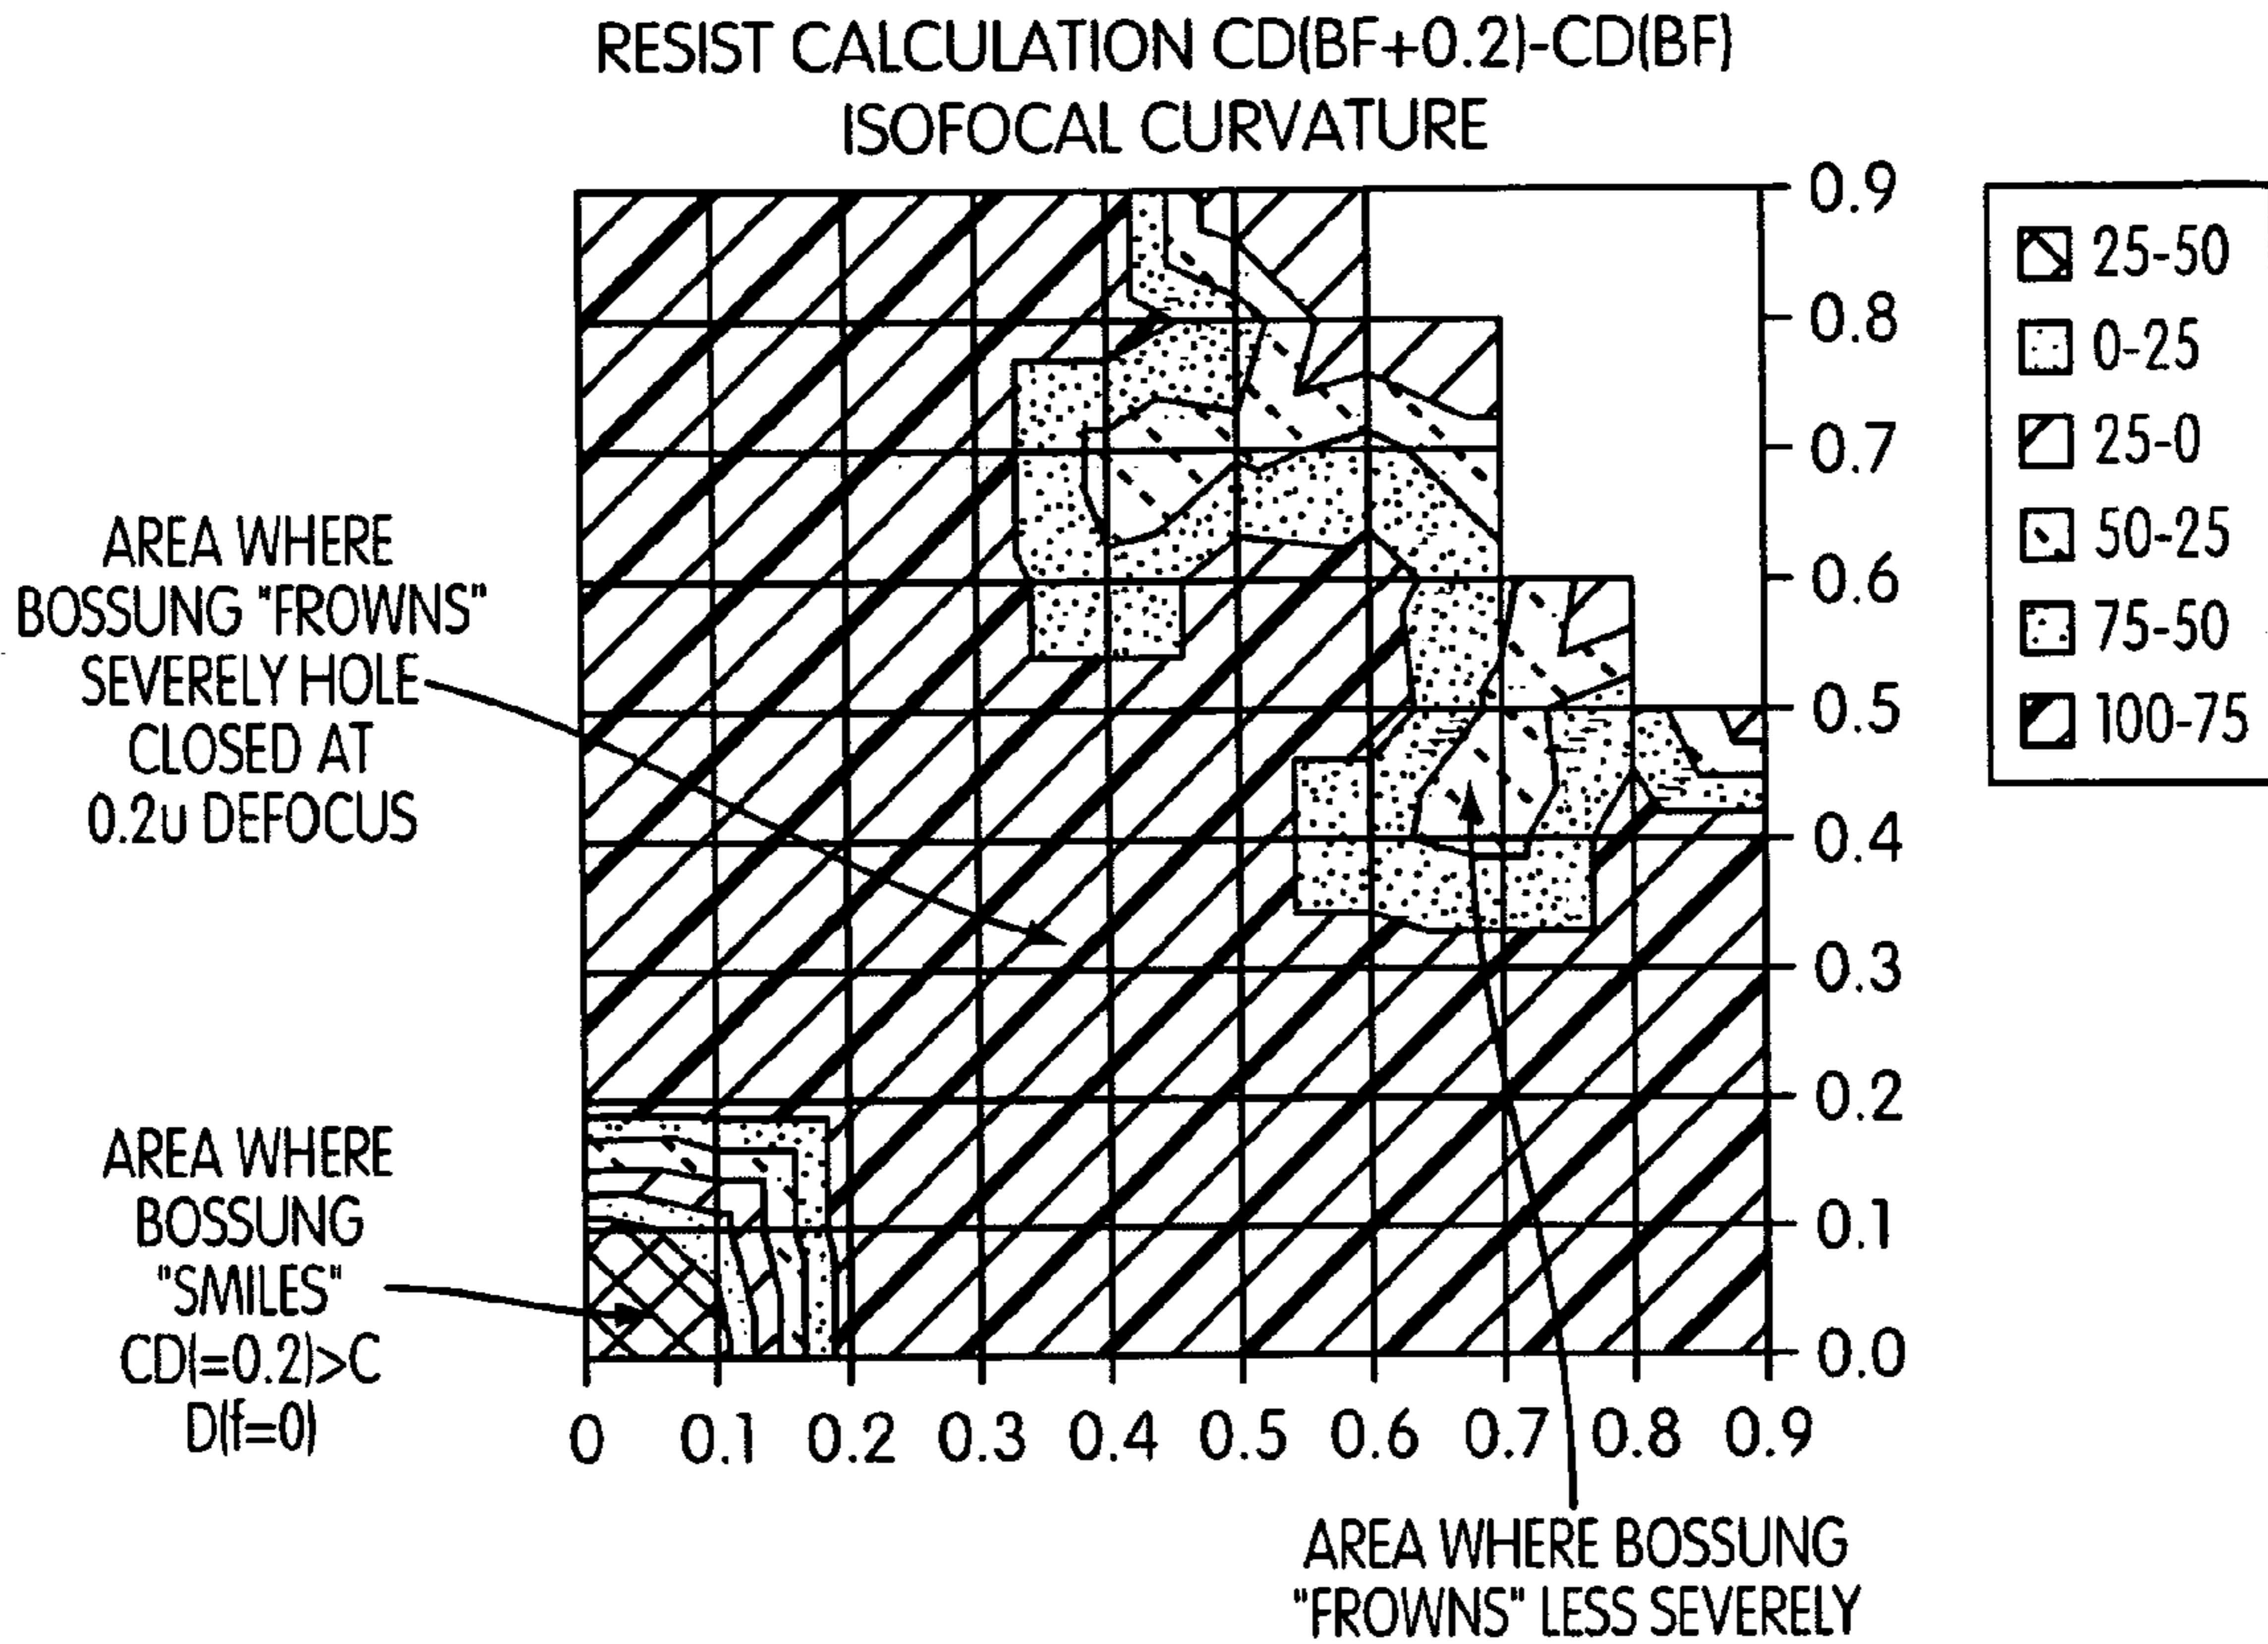 RESIST CALCULATION CD(BF+0.2)-CD(BF)
ISOFOCAL CURVATURE
0.9
0.8
0.7
0.6
0.5
0.4
0.3
0.2
0.1
0.0
25-50
0-25
25-0
50-25
75-50
100-75
AREA WHERE
BOSSUNG "FROWNS"
SEVERELY HOLE
CLOSED AT
0.2u DEFOCUS
AREA WHERE
BOSSUNG
"SMILES"
CD(=0.2)>C
D(f=0)
0 0.1 0.2 0.3 0.4 0.5 0.6 0.7 0.8 0.9
AREA WHERE BOSSUNG
"FROWNS" LESS SEVERELY